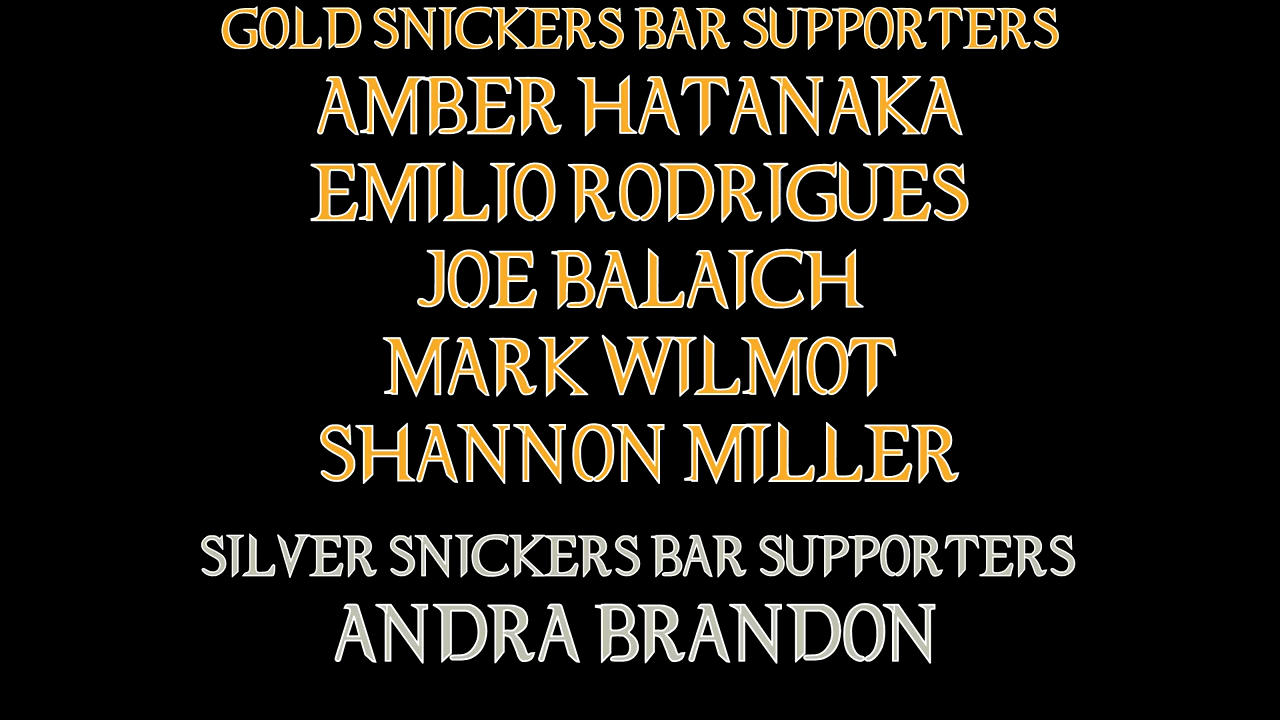 GOLD SNICKERS BAR SUPPORTERS
AMBER HATANAKA
EMILIO RODRIGUES
JOE BALAICH
MARK WILMOT
SHANNON MILLER
SILVER SNICKERS BAR SUPPORTERS
ANDRA BRANDON